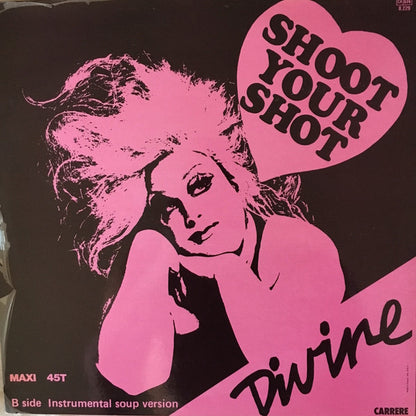 SHOOT
YOUR
SHOT
MAXI 45T
B side Instrumental soup version
Divine
CARRERE